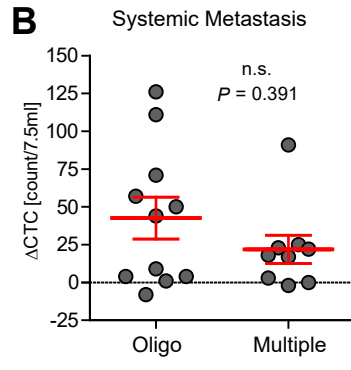 B
Systemic Metastasis
n.s.
P = 0.391
ΔCTC [count/7.5ml]
150
125
100
75
50
25
0
-25
Oligo
Multiple